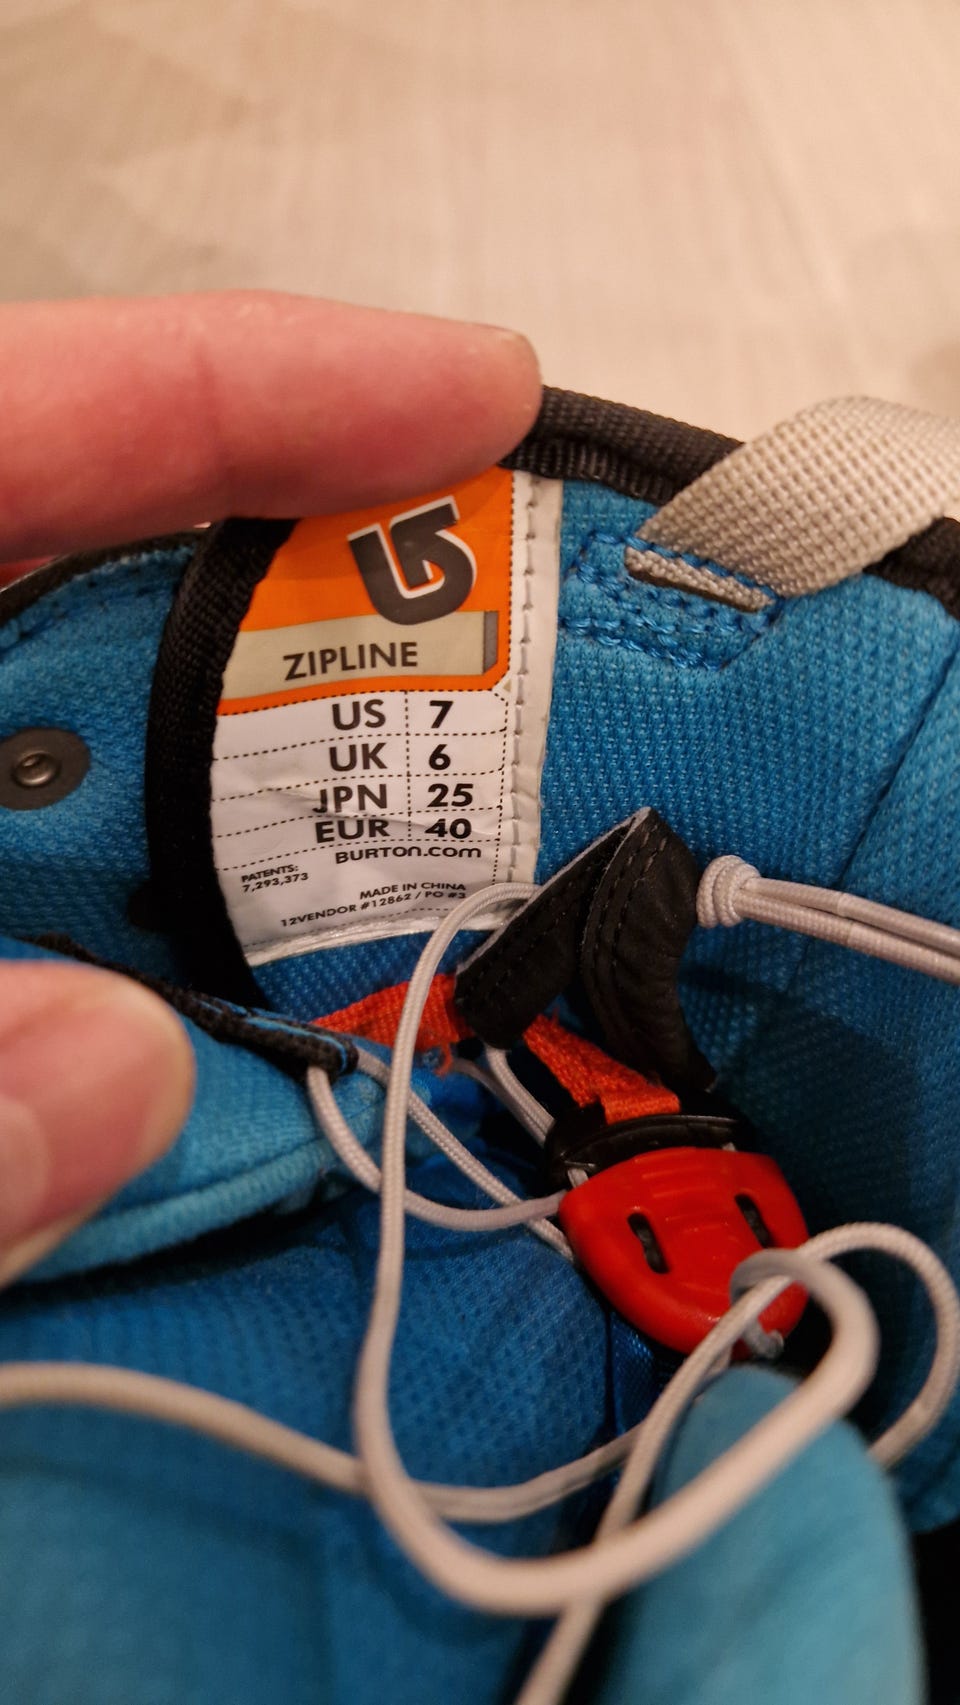 ZIPLINE
US 7
UK 6
JPN 25
EUR 40
BURTON.COM
PATENTS:
7,293,373
MADE IN CHINA
12VENDOR #12862 / PO #3